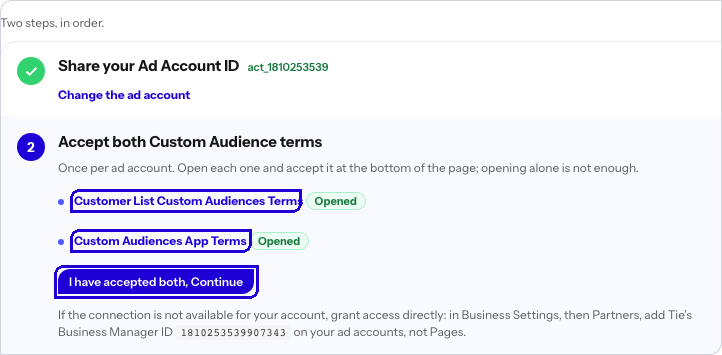 Two steps, in order.
Share your Ad Account ID act_1810253539
Change the ad account
2 Accept both Custom Audience terms
Once per ad account. Open each one and accept it at the bottom of the page; opening alone is not enough.
Customer List Custom Audiences Terms Opened
Custom Audiences App Terms Opened
I have accepted both, Continue
If the connection is not available for your account, grant access directly: in Business Settings, then Partners, add Tie's
Business Manager ID 1810253539907343 on your ad accounts, not Pages.